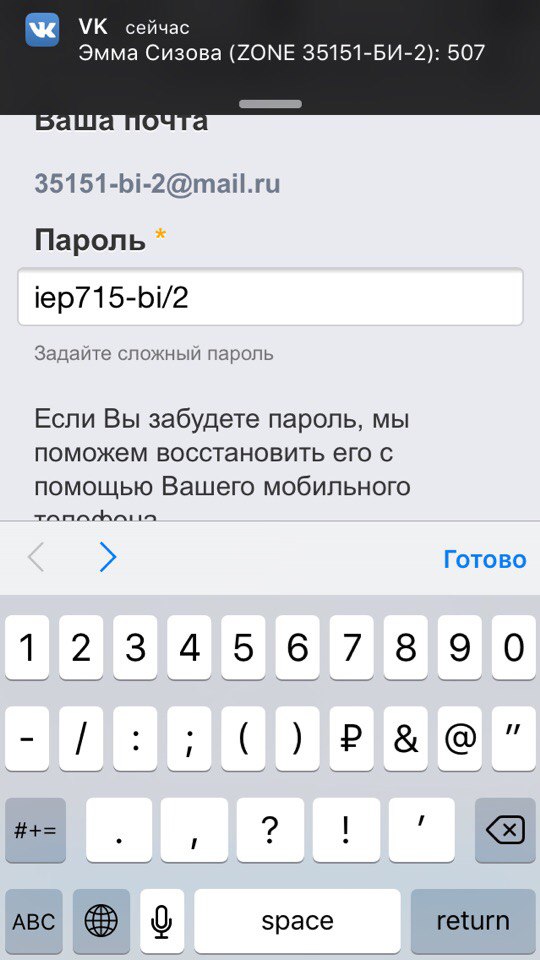 VK сейчас
Эмма Сизова (ZONE 35151-БИ-2): 507
Ваша почта
35151-bi-2@mail.ru
Пароль *
iep715-bi/2
Задайте сложный пароль
Если Вы забудете пароль, мы
поможем восстановить его с
помощью Вашего мобильного
телефона
Готово
1 2 3 4 5 6 7 8 9 0
- / : ; ( ) ₽ & @ "
#+= . , ? ! '
ABC space return